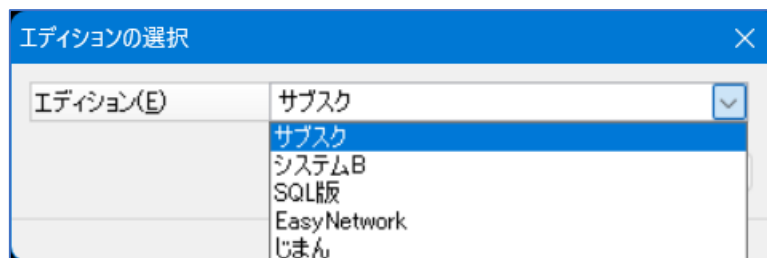 エディションの選択
エディション(E) サブスク
サブスク
システムB
SQL版
EasyNetwork
じまん